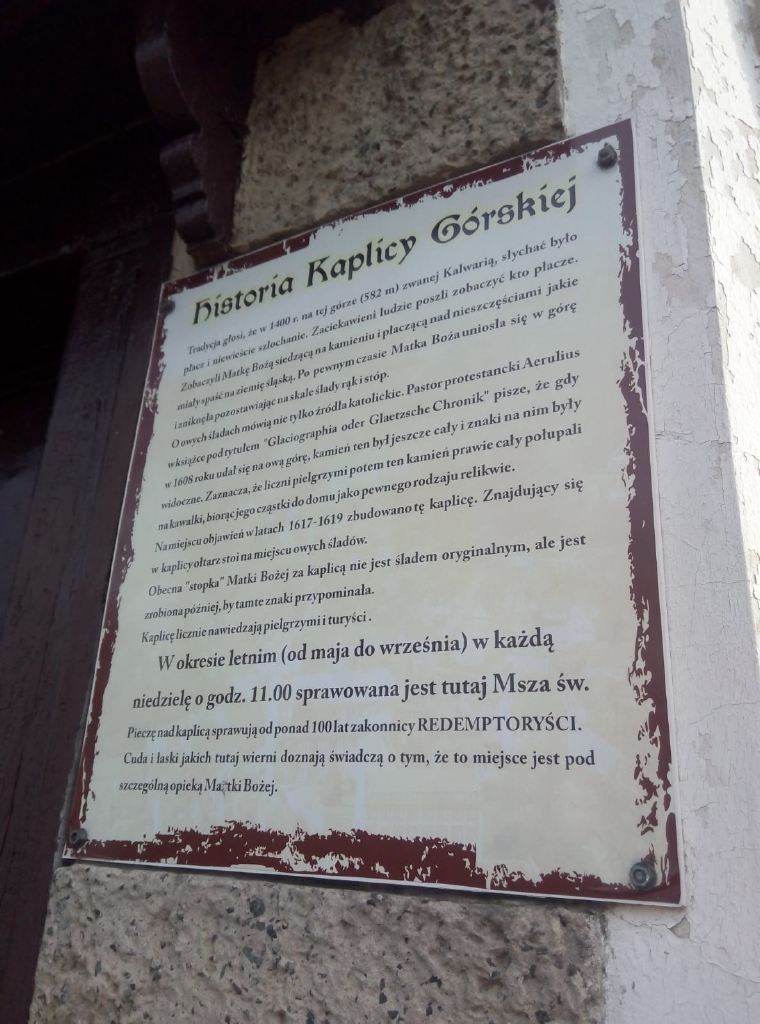 Historia Kaplicy Górskiej
Tradycja głosi, że w 1400 r. na tej górze (582 m) zwanej Kalwarią, słychać było
płacz i niewieście szlochanie. Zaciekawieni ludzie poszli zobaczyć kto płacze.
Zobaczyli Matkę Bożą siedzącą na kamieniu i płaczącą nad nieszczęściami jakie
miały spaść na ziemię śląską. Po pewnym czasie Matka Boża uniosła się w górę
i zniknęła pozostawiając na skale ślady rąk i stóp.
O owych śladach mówią nie tylko źródła katolickie. Pastor protestancki Aerulius
w książce pod tytułem "Glaciographia oder Glaetzsche Chronik" pisze, że gdy
w 1608 roku udał się na ową górę, kamień ten był jeszcze cały i znaki na nim były
widoczne. Zaznacza, że liczni pielgrzymi potem ten kamień prawie cały połupali
na kawałki, biorąc jego cząstki do domu jako pewnego rodzaju relikwie.
Na miejscu objawień w latach 1617-1619 zbudowano tę kaplicę. Znajdujący się
w kaplicy ołtarz stoi na miejscu owych śladów.
Obecna "stopka" Matki Bożej za kaplicą nie jest śladem oryginalnym, ale jest
zrobiona później, by tamte znaki przypominała.
Kaplicę licznie nawiedzają pielgrzymi i turyści.
W okresie letnim (od maja do września) w każdą
niedzielę o godz. 11.00 sprawowana jest tutaj Msza św.
Pieczę nad kaplicą sprawują od ponad 100 lat zakonnicy REDEMPTORYŚCI.
Cuda i łaski jakich tutaj wierni doznają świadczą o tym, że to miejsce jest pod
szczególną opieką Matki Bożej.